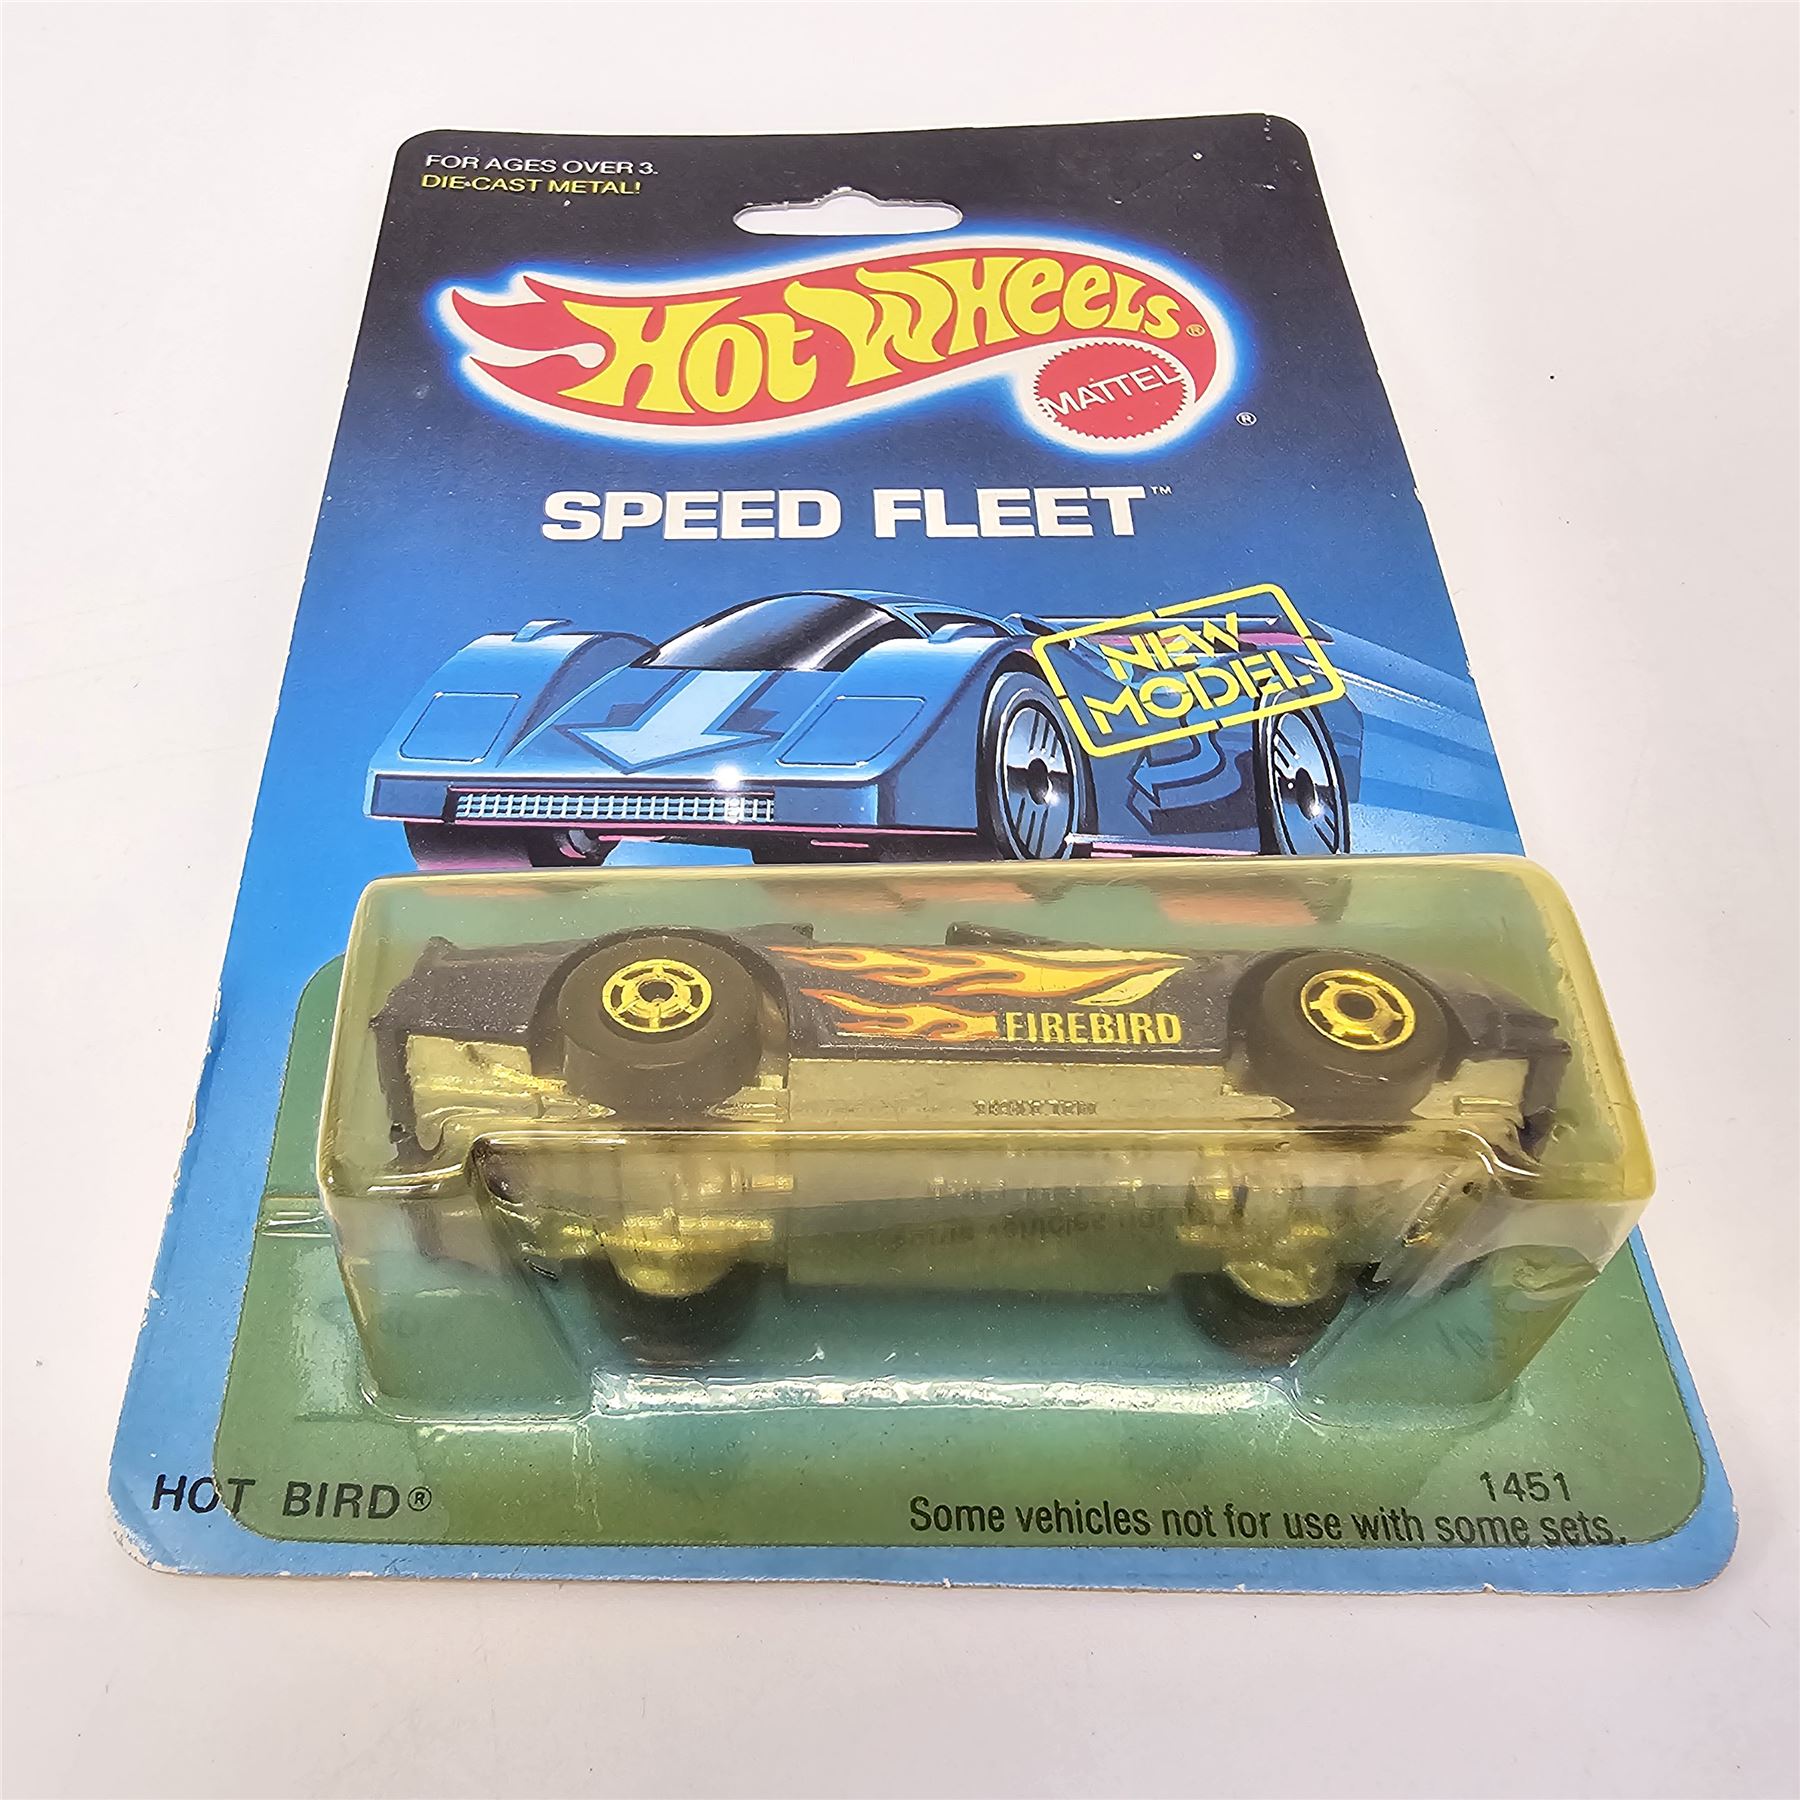 FOR AGES OVER 3.
DIE-CAST METAL!
HOT WHEELS®
MATTEL
®
SPEED FLEET™
NEW
MODEL
FIREBIRD
HOT BIRD®
1451
Some vehicles not for use with some sets.